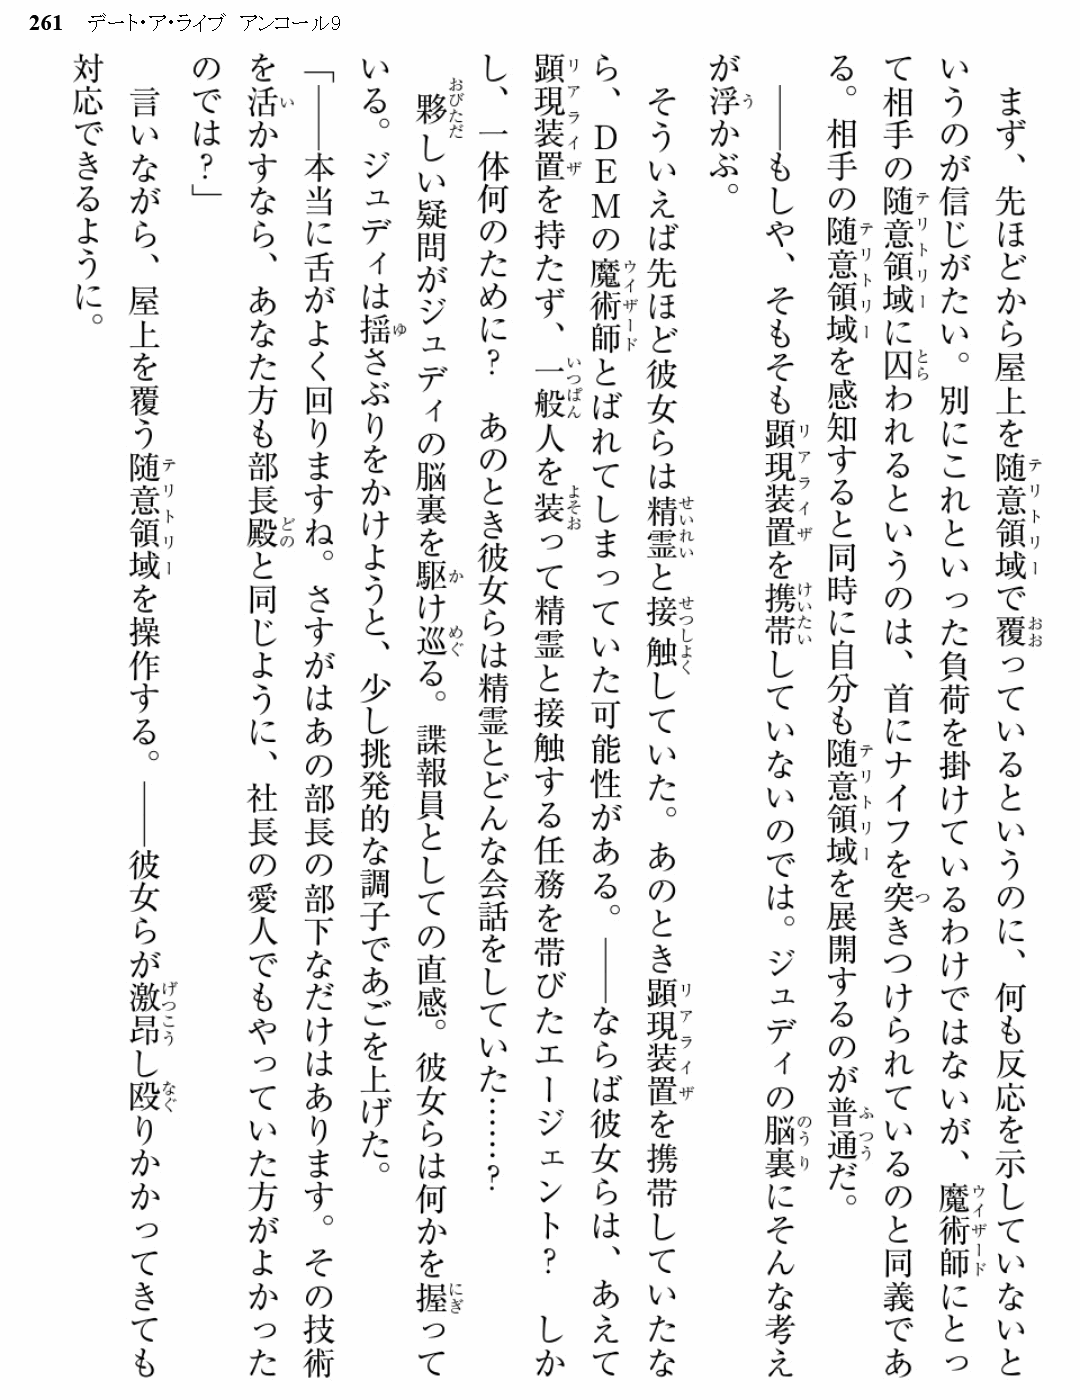 261 デート・ア・ライブ アンコール9
まず、先ほどから屋上を随意領域で覆っているというのに、何も反応を示していないと
いうのが信じがたい。別にこれといった負荷を掛けているわけではないが、魔術師にとっ
て相手の随意領域に囚われるというのは、首にナイフを突きつけられているのと同義であ
る。相手の随意領域を感知すると同時に自分も随意領域を展開するのが普通だ。
――もしや、そもそも顕現装置を携帯していないのでは。ジュディの脳裏にそんな考え
が浮かぶ。
そういえば先ほど彼女らは精霊と接触していた。あのとき顕現装置を携帯していたな
ら、DEMの魔術師とばれてしまっていた可能性がある。――ならば彼女らは、あえて
顕現装置を持たず、一般人を装って精霊と接触する任務を帯びたエージェント? しか
し、一体何のために? あのとき彼女らは精霊とどんな会話をしていた……?
夥しい疑問がジュディの脳裏を駆け巡る。諜報員としての直感。彼女らは何かを握って
いる。ジュディは揺さぶりをかけようと、少し挑発的な調子であごを上げた。
「――本当に舌がよく回りますね。さすがはあの部長の部下なだけはあります。その技術
を活かすなら、あなた方も部長殿と同じように、社長の愛人でもやっていた方がよかった
のでは?」
言いながら、屋上を覆う随意領域を操作する。――彼女らが激昂し殴りかかってきても
対応できるように。